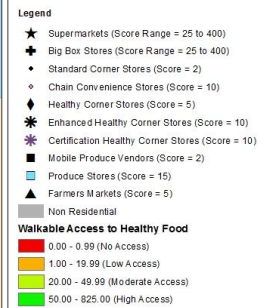 Legend
Supermarkets (Score Range = 25 to 400)
Big Box Stores (Score Range = 25 to 400)
Standard Corner Stores (Score = 2)
Chain Convenience Stores (Score = 10)
Healthy Corner Stores (Score = 5)
Enhanced Healthy Corner Stores (Score = 10)
Certification Healthy Corner Stores (Score = 10)
Mobile Produce Vendors (Score = 2)
Produce Stores (Score = 15)
Farmers Markets (Score = 5)
Non Residential
Walkable Access to Healthy Food
0.00 - 0.99 (No Access)
1.00 - 19.99 (Low Access)
20.00 - 49.99 (Moderate Access)
50.00 - 825.00 (High Access)